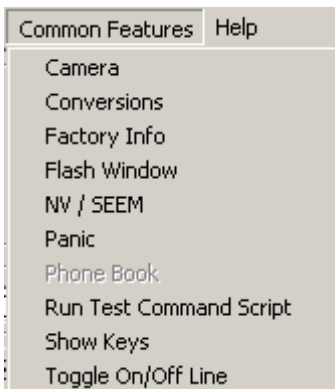 Common Features Help
Camera
Conversions
Factory Info
Flash Window
NV / SEEM
Panic
Phone Book
Run Test Command Script
Show Keys
Toggle On/Off Line